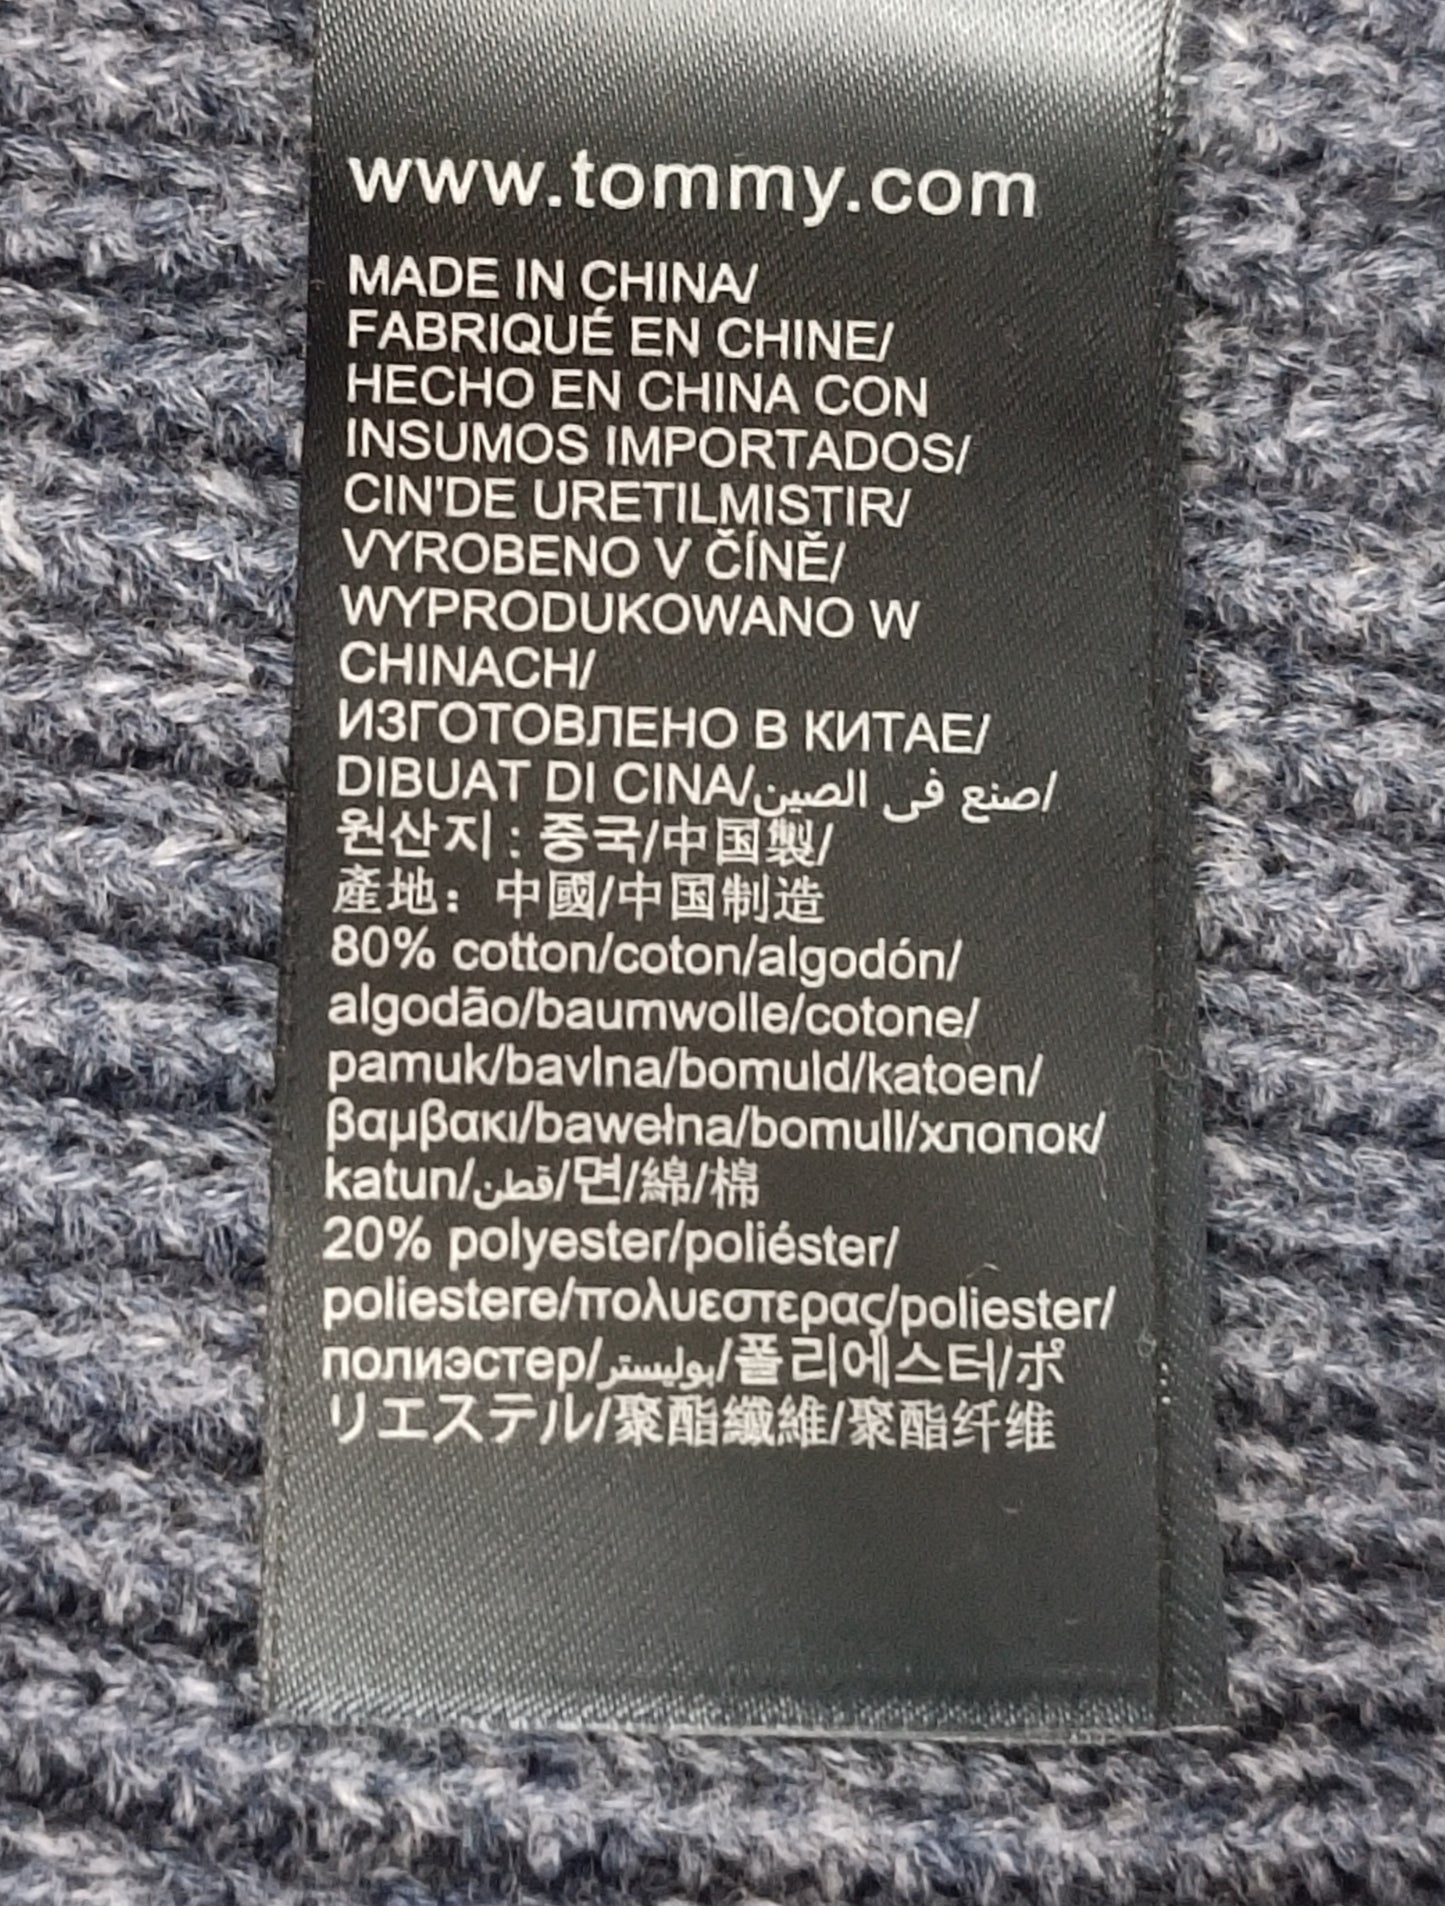 www.tommy.com
MADE IN CHINA/
FABRIQUÉ EN CHINE/
HECHO EN CHINA CON
INSUMOS IMPORTADOS/
CIN'DE URETILMISTIR/
VYROBENO V ČÍNĚ/
WYPRODUKOWANO W
CHINACH/
ИЗГОТОВЛЕНО В КИТАЕ/
DIBUAT DI CINA/صنع فى الصين/
원산지 : 중국/中国製/
產地： 中國/中国制造
80% cotton/coton/algodón/
algodão/baumwolle/cotone/
pamuk/bavlna/bomuld/katoen/
βαμβακι/bawełna/bomull/хлопок/
katun/قطن/면/綿/棉
20% polyester/poliéster/
poliestere/πολυεστερας/poliester/
полиэстер/بوليستر/폴리에스터/ポ
リエステル/聚酯纖維/聚酯纤维